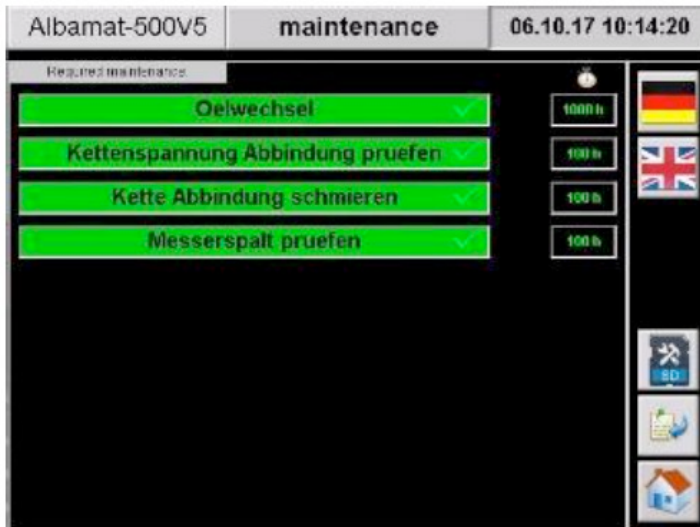 Albamat-500V5 maintenance 06.10.17 10:14:20
Required maintenance
Oelwechsel 1000 h
Kettenspannung Abbindung pruefen 100 h
Kette Abbindung schmieren 100 h
Messerspalt pruefen 100 h
SD